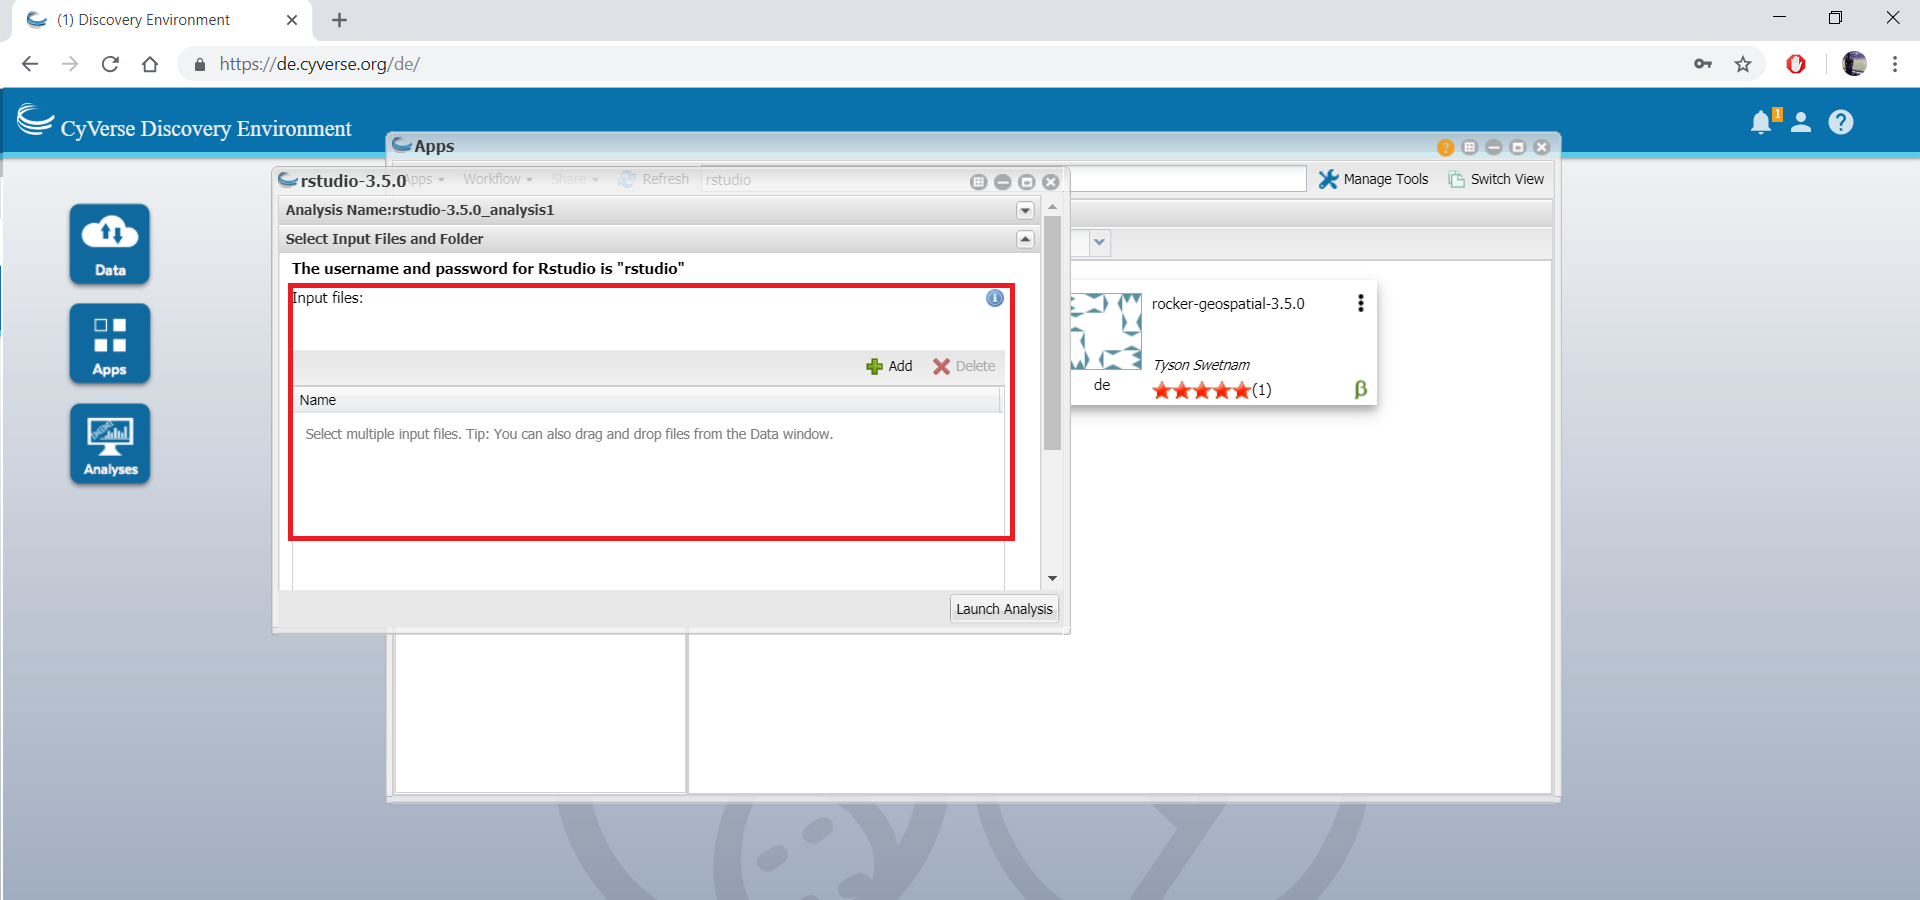 (1) Discovery Environment
https://de.cyverse.org/de/
CyVerse Discovery Environment
1
Apps
rstudio-3.5.0
Apps
Workflow
Share
Refresh
rstudio
Manage Tools
Switch View
Analysis Name:rstudio-3.5.0_analysis1
Select Input Files and Folder
The username and password for Rstudio is "rstudio"
Input files:
Add
Delete
Name
Select multiple input files. Tip: You can also drag and drop files from the Data window.
Launch Analysis
rocker-geospatial-3.5.0
Tyson Swetnam
de
(1)
β
Data
Apps
Analyses